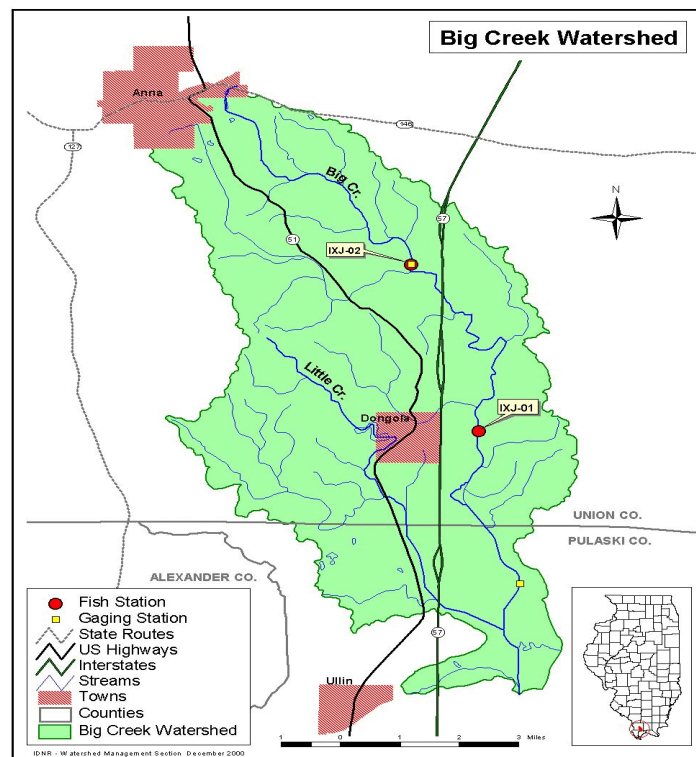 Big Creek Watershed
Anna
146
127
Big Cr.
N
57
51
IXJ-02
Little Cr.
Dongola
IXJ-01
UNION CO.
PULASKI CO.
ALEXANDER CO.
57
Ullin
Fish Station
Gaging Station
State Routes
US Highways
Interstates
Streams
Towns
Counties
Big Creek Watershed
IDNR - Watershed Management Section December 2000
1 0 1 2 3 Miles